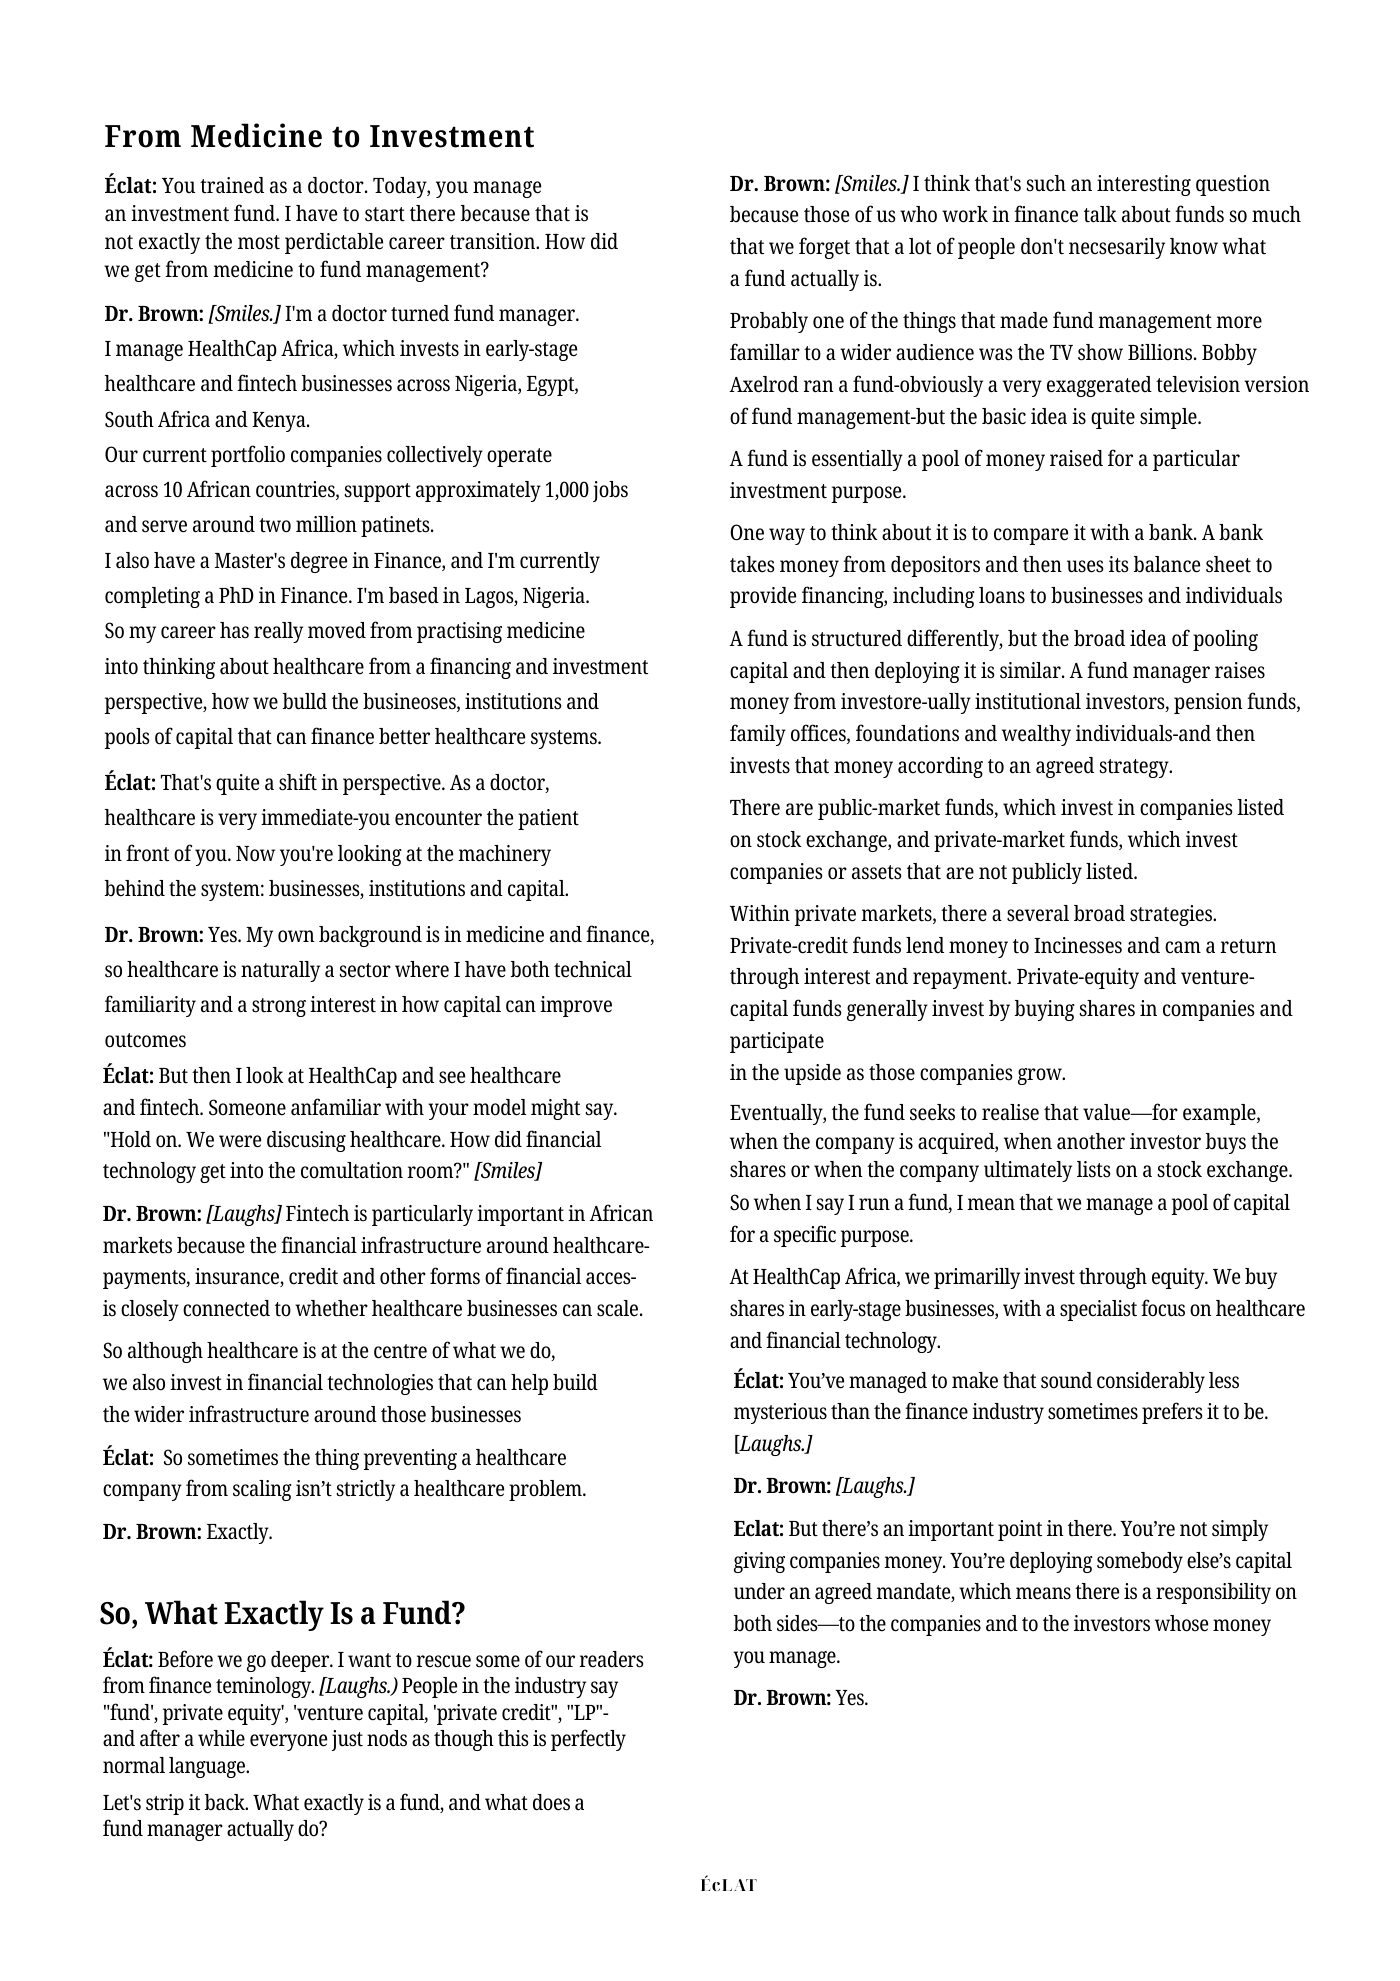 From Medicine to Investment
Éclat: You trained as a doctor. Today, you manage
an investment fund. I have to start there because that is
not exactly the most perdictable career transition. How did
we get from medicine to fund management?
Dr. Brown: [Smiles.] I'm a doctor turned fund manager.
I manage HealthCap Africa, which invests in early-stage
healthcare and fintech businesses across Nigeria, Egypt,
South Africa and Kenya.
Our current portfolio companies collectively operate
across 10 African countries, support approximately 1,000 jobs
and serve around two million patinets.
I also have a Master's degree in Finance, and I'm currently
completing a PhD in Finance. I'm based in Lagos, Nigeria.
So my career has really moved from practising medicine
into thinking about healthcare from a financing and investment
perspective, how we bulld the busineoses, institutions and
pools of capital that can finance better healthcare systems.
Éclat: That's quite a shift in perspective. As a doctor,
healthcare is very immediate-you encounter the patient
in front of you. Now you're looking at the machinery
behind the system: businesses, institutions and capital.
Dr. Brown: Yes. My own background is in medicine and finance,
so healthcare is naturally a sector where I have both technical
familiarity and a strong interest in how capital can improve
outcomes
Éclat: But then I look at HealthCap and see healthcare
and fintech. Someone anfamiliar with your model might say.
"Hold on. We were discusing healthcare. How did financial
technology get into the comultation room?" [Smiles]
Dr. Brown: [Laughs] Fintech is particularly important in African
markets because the financial infrastructure around healthcare-
payments, insurance, credit and other forms of financial acces-
is closely connected to whether healthcare businesses can scale.
So although healthcare is at the centre of what we do,
we also invest in financial technologies that can help build
the wider infrastructure around those businesses
Éclat: So sometimes the thing preventing a healthcare
company from scaling isn’t strictly a healthcare problem.
Dr. Brown: Exactly.
So, What Exactly Is a Fund?
Éclat: Before we go deeper. I want to rescue some of our readers
from finance teminology. [Laughs.) People in the industry say
"fund', private equity', 'venture capital, 'private credit", "LP"-
and after a while everyone just nods as though this is perfectly
normal language.
Let's strip it back. What exactly is a fund, and what does a
fund manager actually do?
Dr. Brown: [Smiles.] I think that's such an interesting question
because those of us who work in finance talk about funds so much
that we forget that a lot of people don't necsesarily know what
a fund actually is.
Probably one of the things that made fund management more
famillar to a wider audience was the TV show Billions. Bobby
Axelrod ran a fund-obviously a very exaggerated television version
of fund management-but the basic idea is quite simple.
A fund is essentially a pool of money raised for a particular
investment purpose.
One way to think about it is to compare it with a bank. A bank
takes money from depositors and then uses its balance sheet to
provide financing, including loans to businesses and individuals
A fund is structured differently, but the broad idea of pooling
capital and then deploying it is similar. A fund manager raises
money from investore-ually institutional investors, pension funds,
family offices, foundations and wealthy individuals-and then
invests that money according to an agreed strategy.
There are public-market funds, which invest in companies listed
on stock exchange, and private-market funds, which invest
companies or assets that are not publicly listed.
Within private markets, there a several broad strategies.
Private-credit funds lend money to Incinesses and cam a return
through interest and repayment. Private-equity and venture-
capital funds generally invest by buying shares in companies and
participate
in the upside as those companies grow.
Eventually, the fund seeks to realise that value—for example,
when the company is acquired, when another investor buys the
shares or when the company ultimately lists on a stock exchange.
So when I say I run a fund, I mean that we manage a pool of capital
for a specific purpose.
At HealthCap Africa, we primarilly invest through equity. We buy
shares in early-stage businesses, with a specialist focus on healthcare
and financial technology.
Éclat: You’ve managed to make that sound considerably less
mysterious than the finance industry sometimes prefers it to be.
[Laughs.]
Dr. Brown: [Laughs.]
Eclat: But there’s an important point in there. You’re not simply
giving companies money. You’re deploying somebody else’s capital
under an agreed mandate, which means there is a responsibility on
both sides—to the companies and to the investors whose money
you manage.
Dr. Brown: Yes.
ÉcLAT